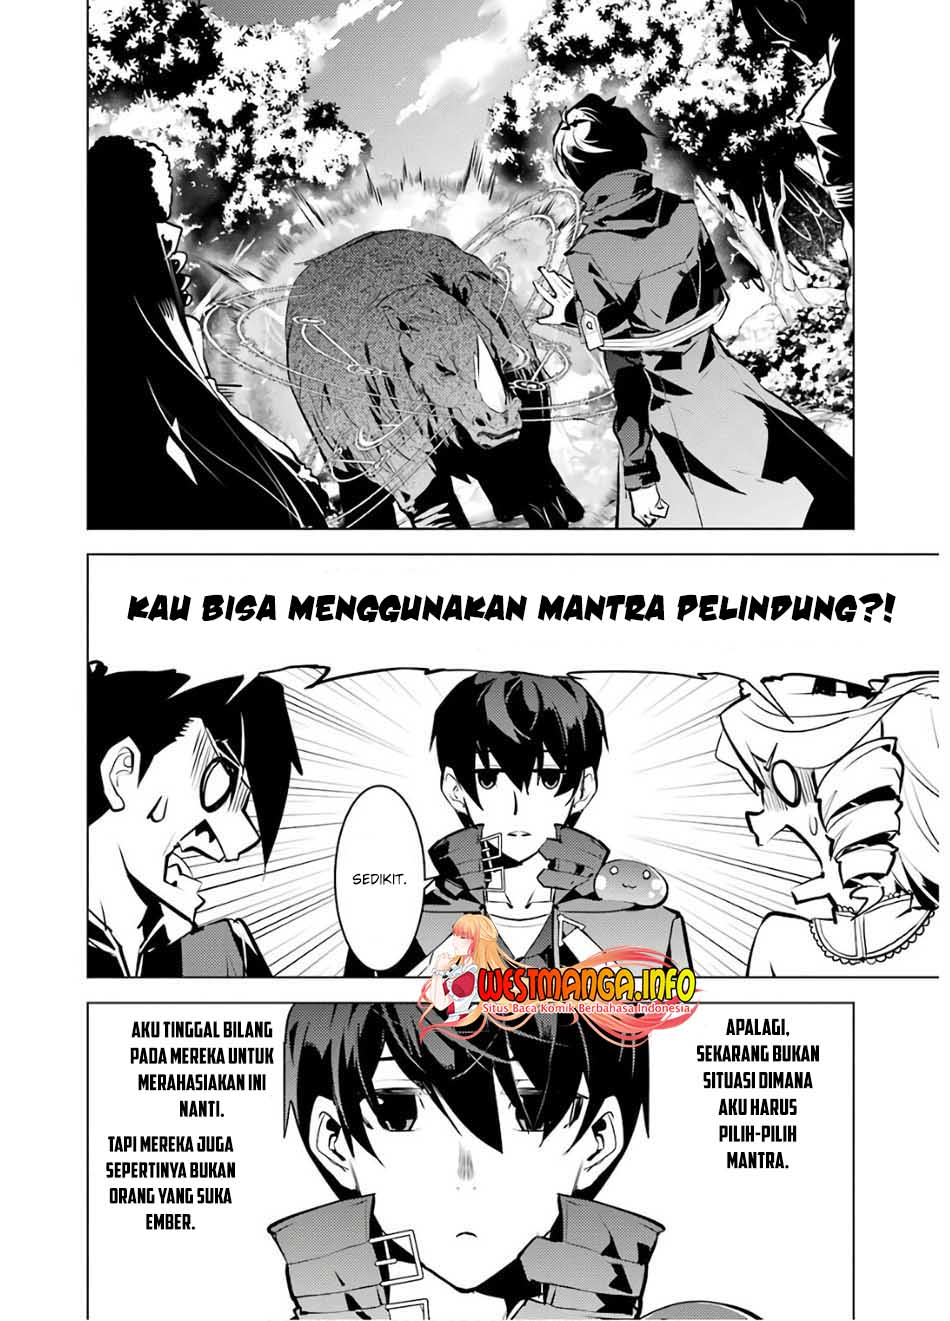 KAU BISA MENGGUNAKAN MANTRA PELINDUNG?!
SEDIKIT.
WESTMANGA.INFO
Situs Baca Komik Berbahasa Indonesia
APALAGI,
SEKARANG BUKAN
SITUASI DIMANA
AKU HARUS
PILIH-PILIH
MANTRA.
AKU TINGGAL BILANG
PADA MEREKA UNTUK
MERAHASIAKAN INI
NANTI.
TAPI MEREKA JUGA
SEPERTINYA BUKAN
ORANG YANG SUKA
EMBER.